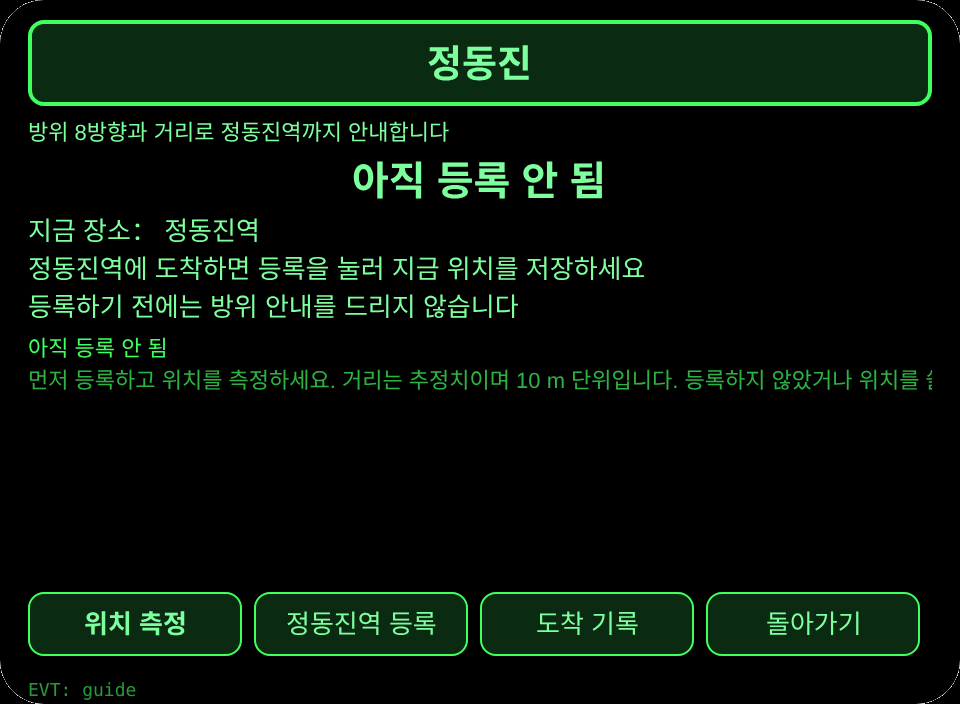 정동진
방위 8방향과 거리로 정동진역까지 안내합니다
아직 등록 안 됨
지금 장소: 정동진역
정동진역에 도착하면 등록을 눌러 지금 위치를 저장하세요
등록하기 전에는 방위 안내를 드리지 않습니다
아직 등록 안 됨
먼저 등록하고 위치를 측정하세요. 거리는 추정치이며 10 m 단위입니다. 등록하지 않았거나 위치를
위치 측정
정동진역 등록
도착 기록
돌아가기
EVT: guide